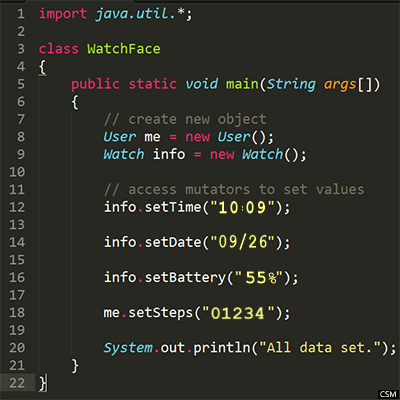 1 import java.util.*;
2
3 class WatchFace
4 {
5 public static void main(String args[])
6 {
7 // create new object
8 User me = new User();
9 Watch info = new Watch();
10
11 // access mutators to set values
12 info.setTime("10:09");
13
14 info.setDate("09/26");
15
16 info.setBattery("55%");
17
18 me.setSteps("01234");
19
20 System.out.println("All data set.");
21 }
22 }
CSM